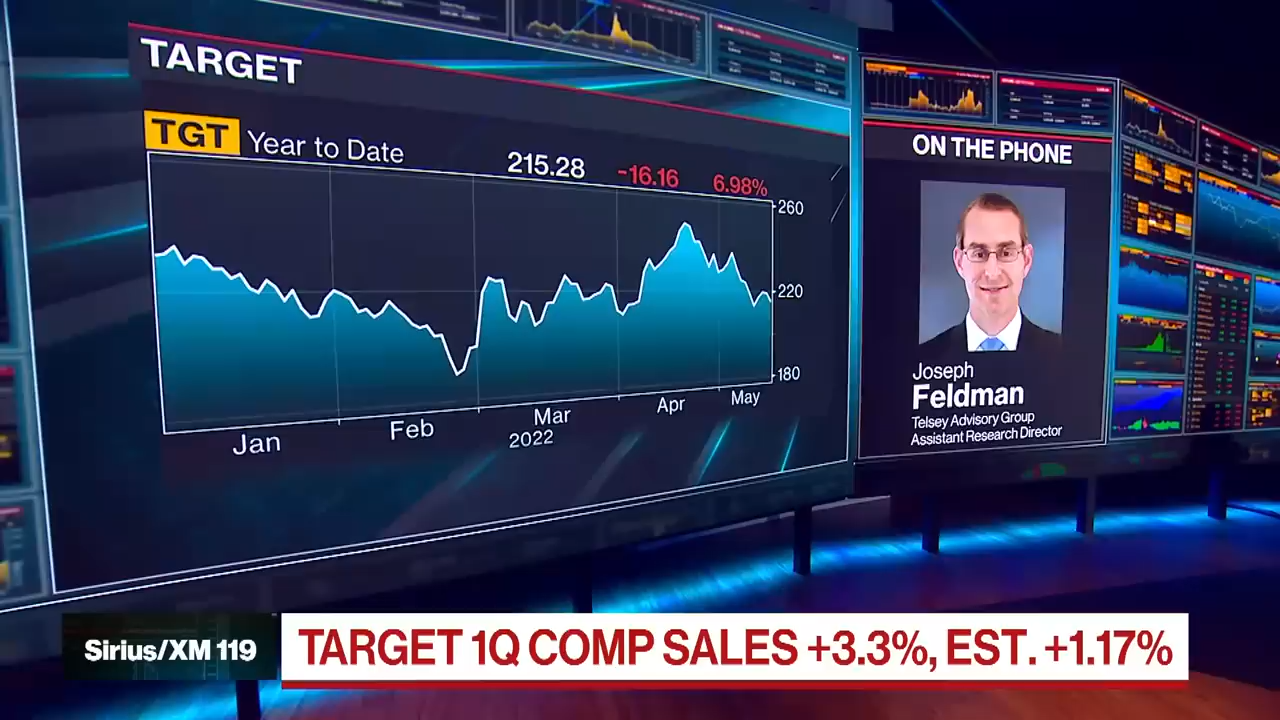 TARGET
TGT Year to Date 215.28 -16.16 6.98%
260
220
180
Jan Feb Mar Apr May
2022
ON THE PHONE
Joseph
Feldman
Telsey Advisory Group
Assistant Research Director
Sirius/XM 119
TARGET 1Q COMP SALES +3.3%, EST. +1.17%